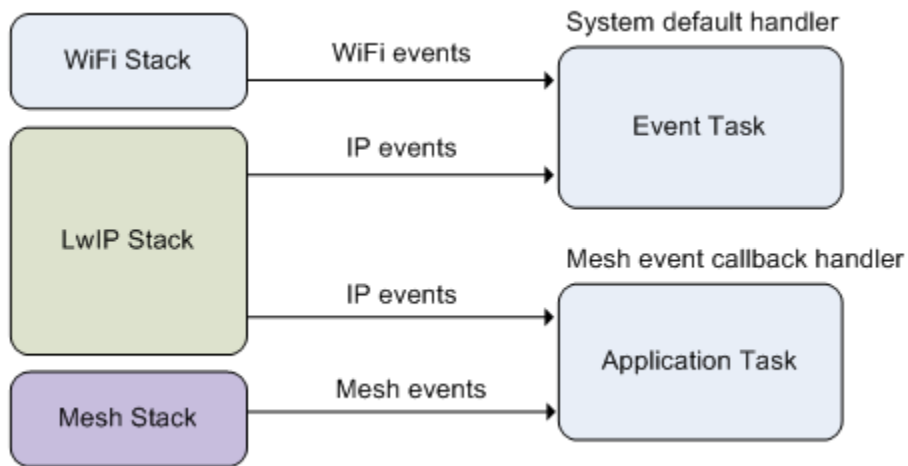 System default handler
WiFi Stack
WiFi events
Event Task
IP events
LwIP Stack
Mesh event callback handler
IP events
Application Task
Mesh events
Mesh Stack